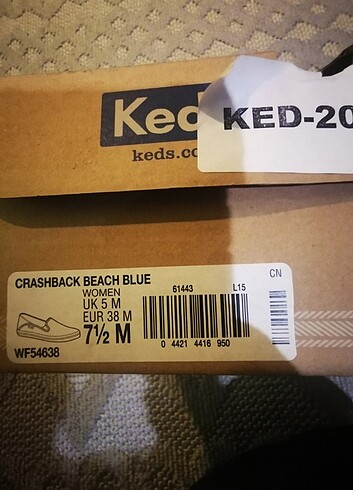 Ked
KED-20
keds.co
CRASHBACK BEACH BLUE
WOMEN
UK 5 M
EUR 38 M
7½ M
WF54638
61443
L15
0 4421 4416 950
CN